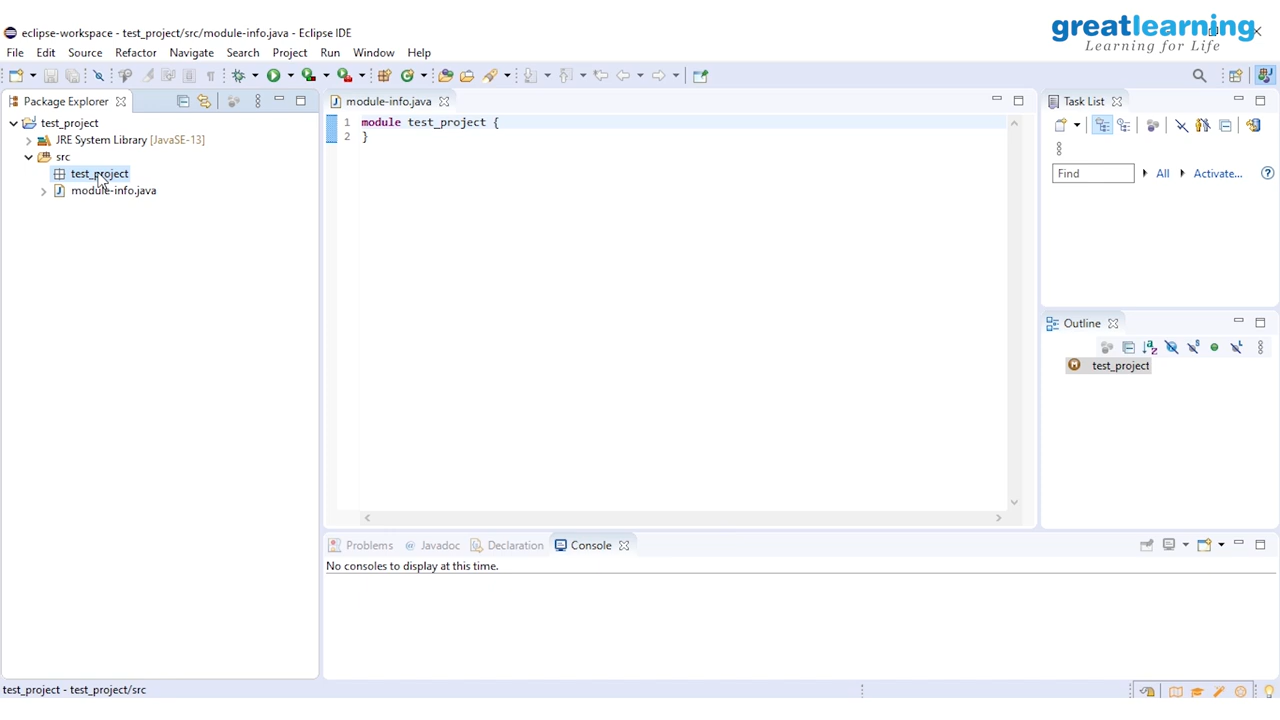 eclipse-workspace - test_project/src/module-info.java - Eclipse IDE
greatlearning
Learning for Life
File Edit Source Refactor Navigate Search Project Run Window Help
Package Explorer
test_project
JRE System Library [JavaSE-13]
src
test_project
module-info.java
module-info.java
1 module test_project {
2 }
Task List
Find All Activate...
Outline
test_project
Problems Javadoc Declaration Console
No consoles to display at this time.
test_project - test_project/src